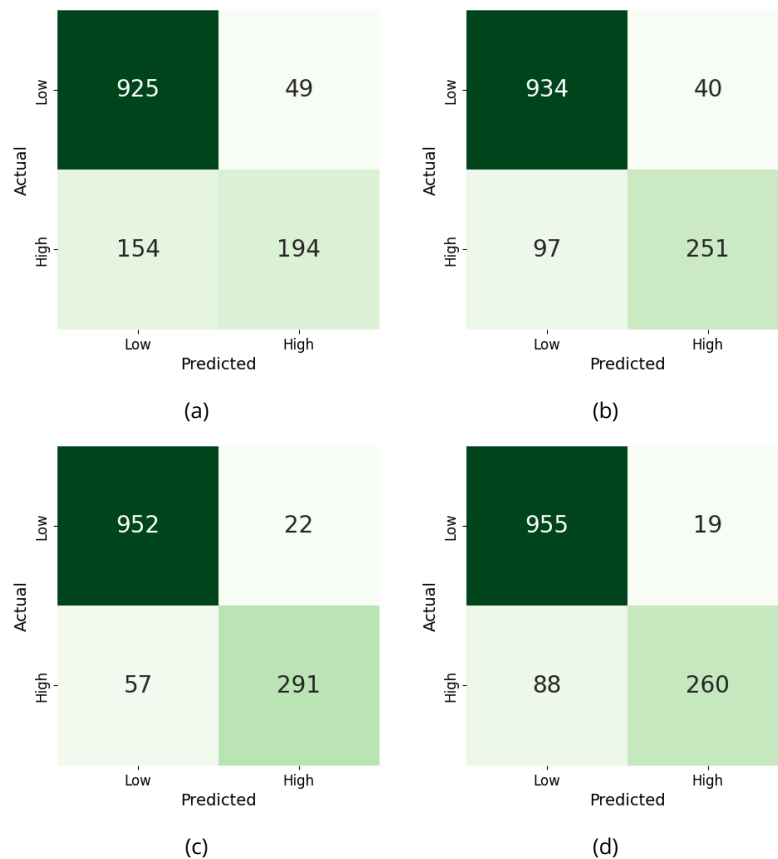 Actual
Low
925
49
High
154
194
Low
High
Predicted
(a)
Actual
Low
934
40
High
97
251
Low
High
Predicted
(b)
Actual
Low
952
22
High
57
291
Low
High
Predicted
(c)
Actual
Low
955
19
High
88
260
Low
High
Predicted
(d)